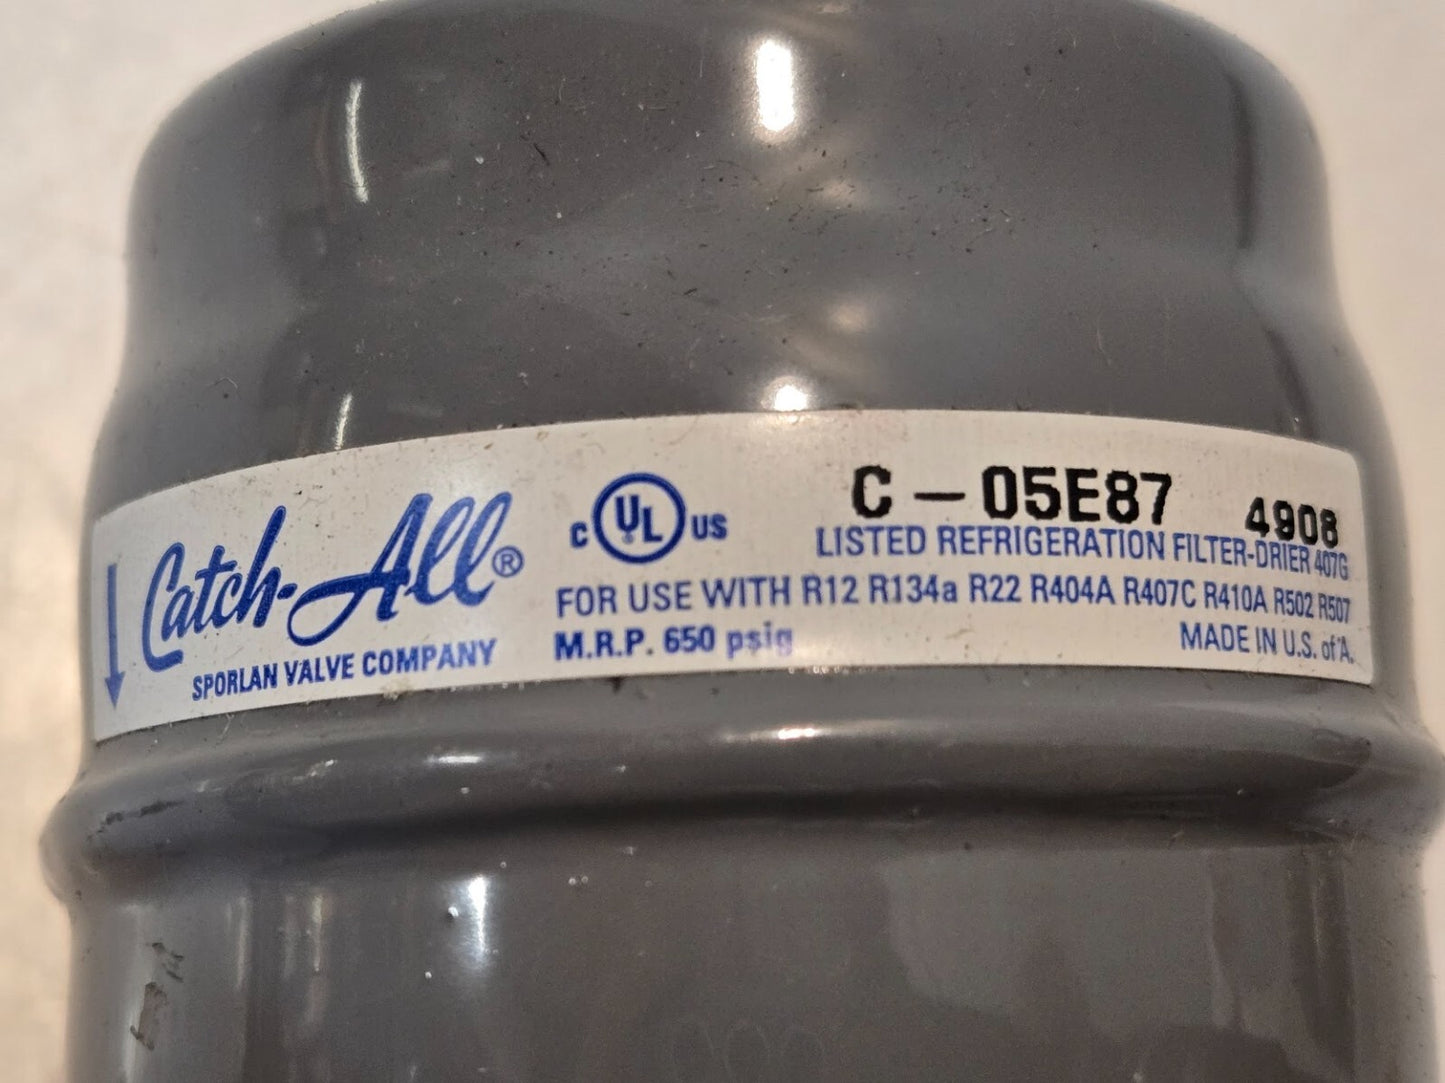 Catch-All®
SPORLAN VALVE COMPANY
C UL® US
C-05E87 4908
LISTED REFRIGERATION FILTER-DRIER 407G
FOR USE WITH R12 R134a R22 R404A R407C R410A R502 R507
M.R.P. 650 psig
MADE IN U.S. of A.